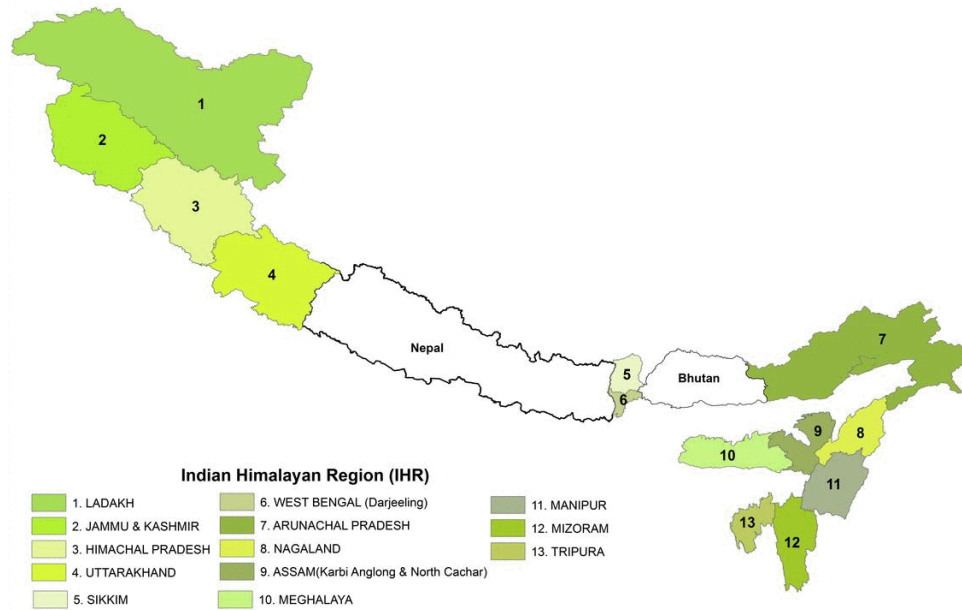 1
2
3
4
Nepal
5
6
Bhutan
7
8
9
10
11
12
13
Indian Himalayan Region (IHR)
1. LADAKH
2. JAMMU & KASHMIR
3. HIMACHAL PRADESH
4. UTTARAKHAND
5. SIKKIM
6. WEST BENGAL (Darjeeling)
7. ARUNACHAL PRADESH
8. NAGALAND
9. ASSAM(Karbi Anglong & North Cachar)
10. MEGHALAYA
11. MANIPUR
12. MIZORAM
13. TRIPURA